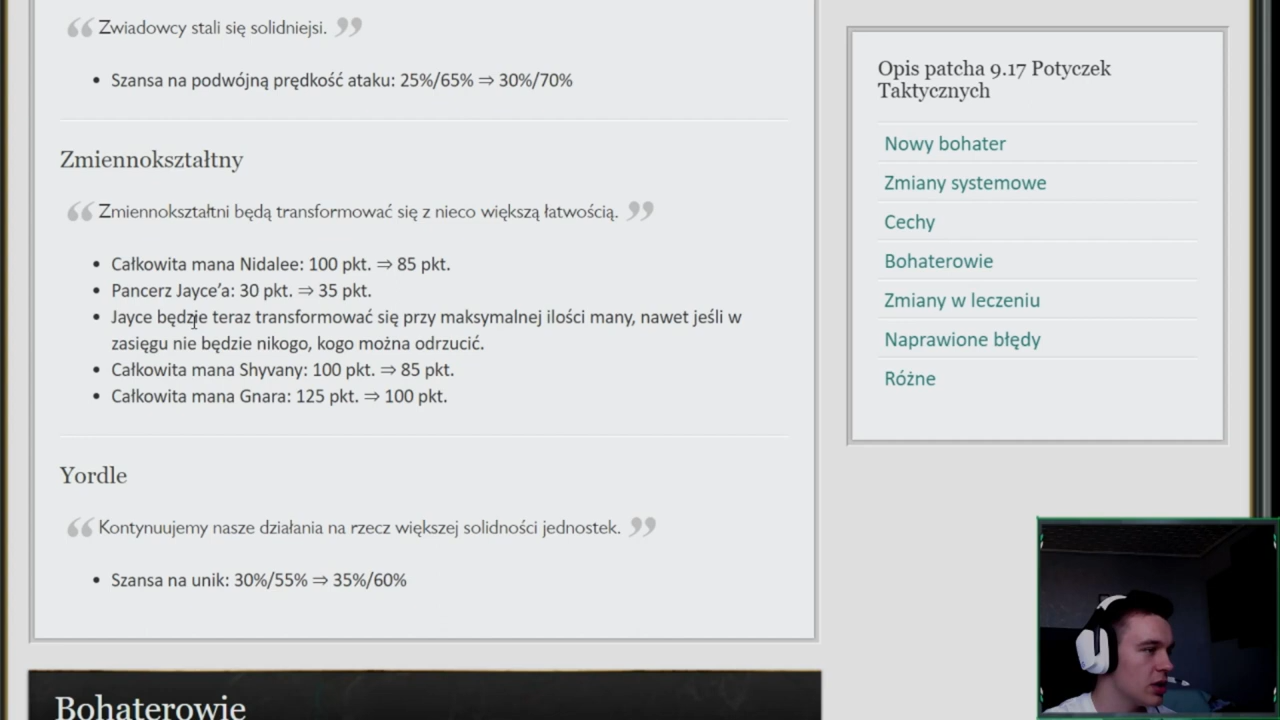 Zwiadowcy stali się solidniejsi.
• Szansa na podwójną prędkość ataku: 25%/65% ⇒ 30%/70%
Zmiennokształtny
Zmiennokształtni będą transformować się z nieco większą łatwością.
• Całkowita mana Nidalee: 100 pkt. ⇒ 85 pkt.
• Pancerz Jayce’a: 30 pkt. ⇒ 35 pkt.
• Jayce będzie teraz transformować się przy maksymalnej ilości many, nawet jeśli w
zasięgu nie będzie nikogo, kogo można odrzucić.
• Całkowita mana Shyvany: 100 pkt. ⇒ 85 pkt.
• Całkowita mana Gnara: 125 pkt. ⇒ 100 pkt.
Yordle
Kontynuujemy nasze działania na rzecz większej solidności jednostek.
• Szansa na unik: 30%/55% ⇒ 35%/60%
Bohaterowie
Opis patcha 9.17 Potyczek
Taktycznych
Nowy bohater
Zmiany systemowe
Cechy
Bohaterowie
Zmiany w leczeniu
Naprawione błędy
Różne